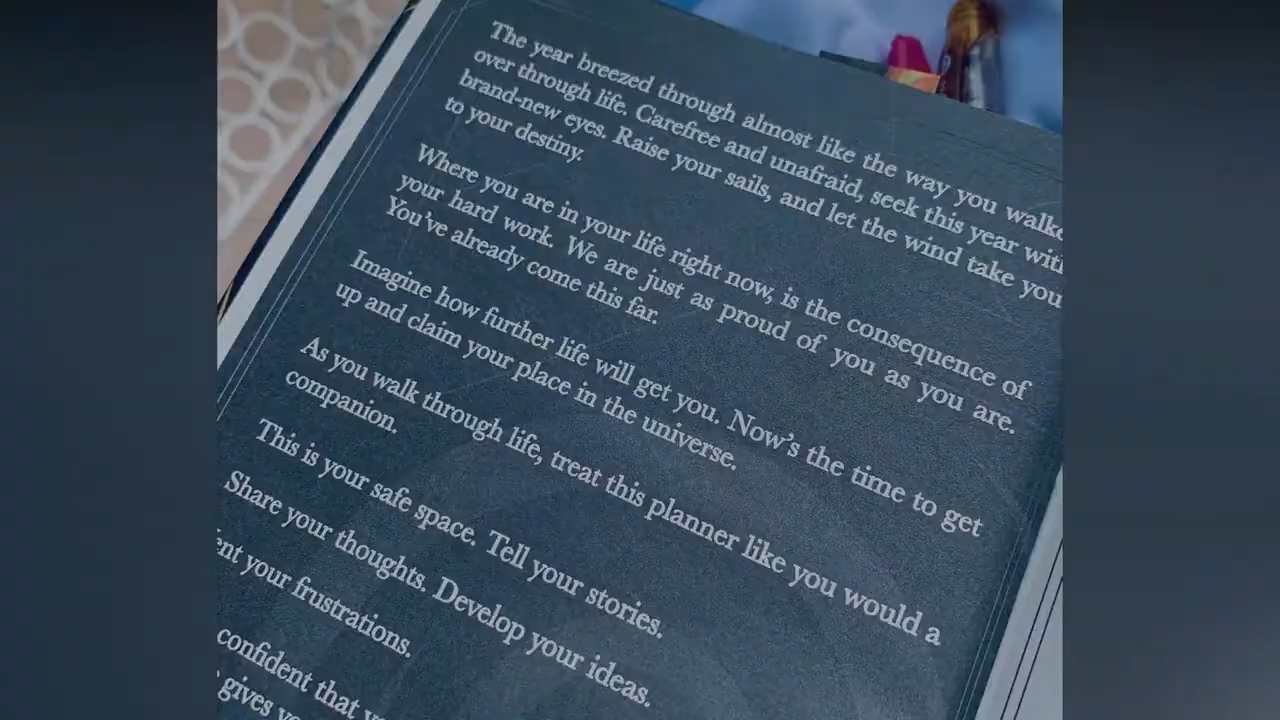 The year breezed through almost like the way you
over through life. Carefree and unafraid, seek this year
brand-new eyes. Raise your sails, and let the wind take you
to your destiny.
Where you are in your life right now, is the consequence of
your hard work. We are just as proud of you as you are.
You've already come this far.
Imagine how further life will get you. Now's the time to get
up and claim your place in the universe.
As you walk through life, treat this planner like you would a
companion.
This is your safe space. Tell your stories.
Share your thoughts. Develop your ideas.
your frustrations.
confident that
gives